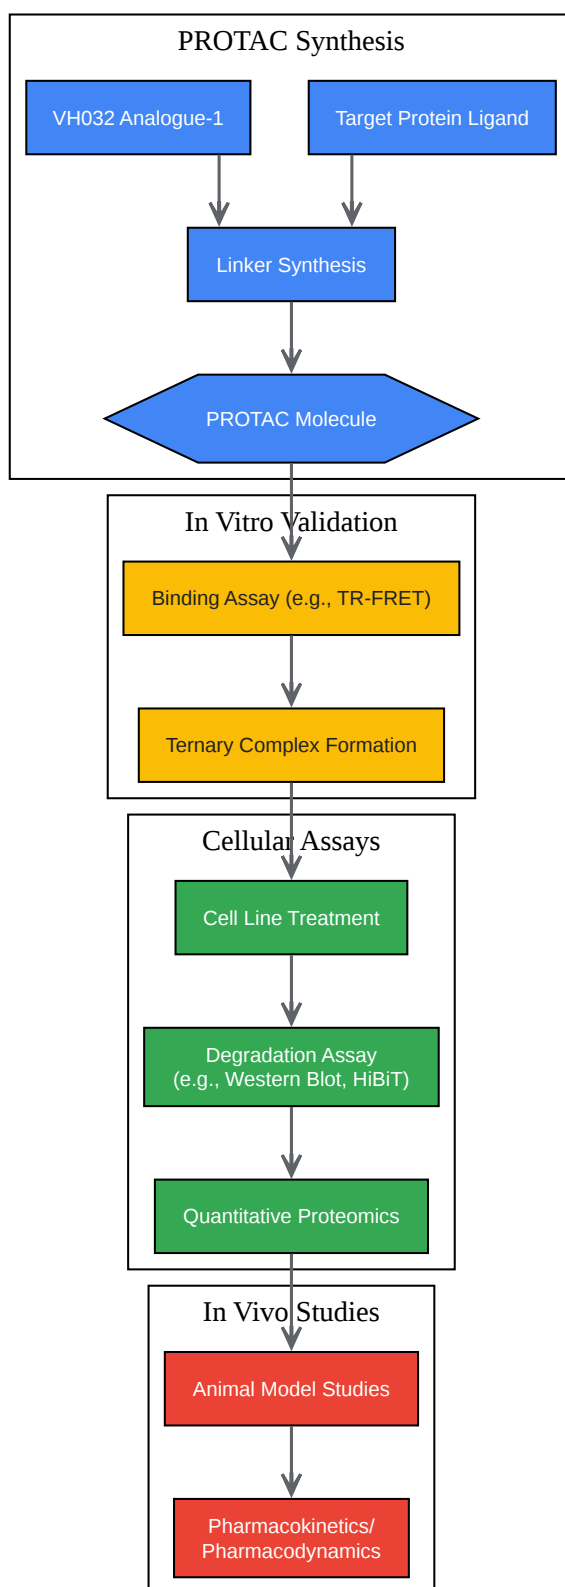 PROTAC Synthesis
VH032 Analogue-1
Target Protein Ligand
Linker Synthesis
PROTAC Molecule
In Vitro Validation
Binding Assay (e.g., TR-FRET)
Ternary Complex Formation
Cellular Assays
Cell Line Treatment
Degradation Assay
(e.g., Western Blot, HiBiT)
Quantitative Proteomics
In Vivo Studies
Animal Model Studies
Pharmacokinetics/
Pharmacodynamics